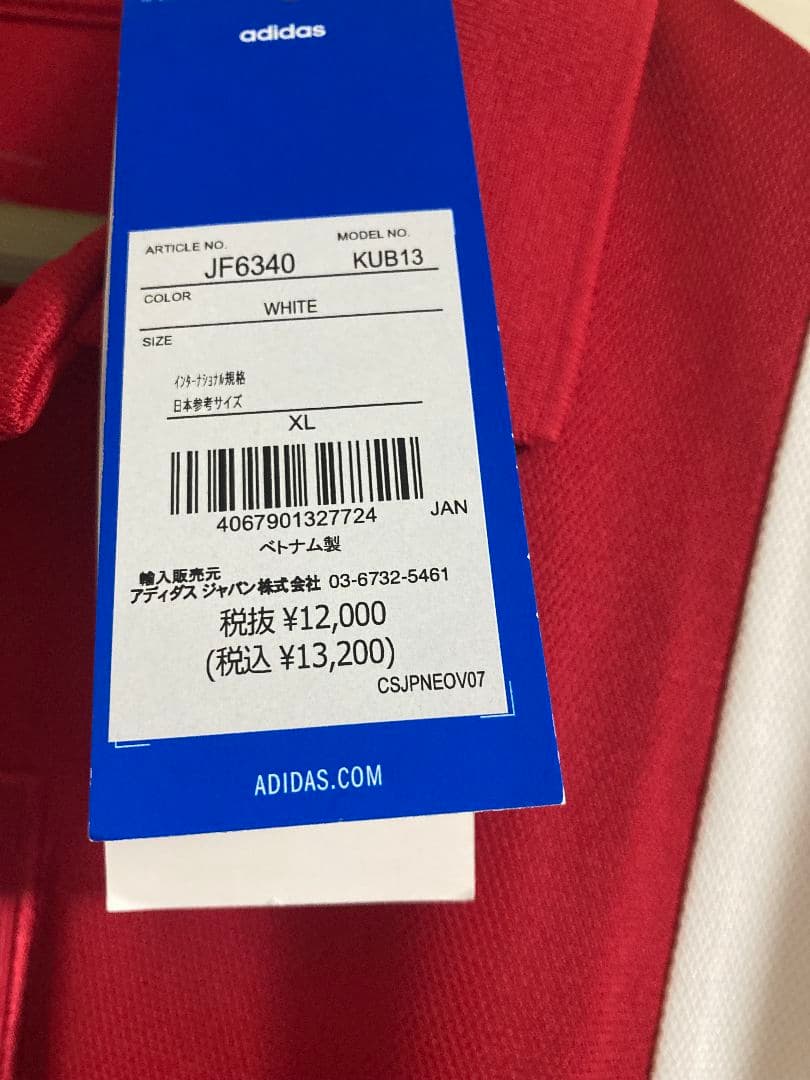 adidas
ARTICLE NO. MODEL NO.
JF6340 KUB13
COLOR
WHITE
SIZE
インターナショナル規格
日本参考サイズ
XL
4067901327724 JAN
ベトナム製
輸入販売元
アディダス ジャパン株式会社 03-6732-5461
税抜 ¥12,000
(税込 ¥13,200)
CSJPNEOV07
ADIDAS.COM